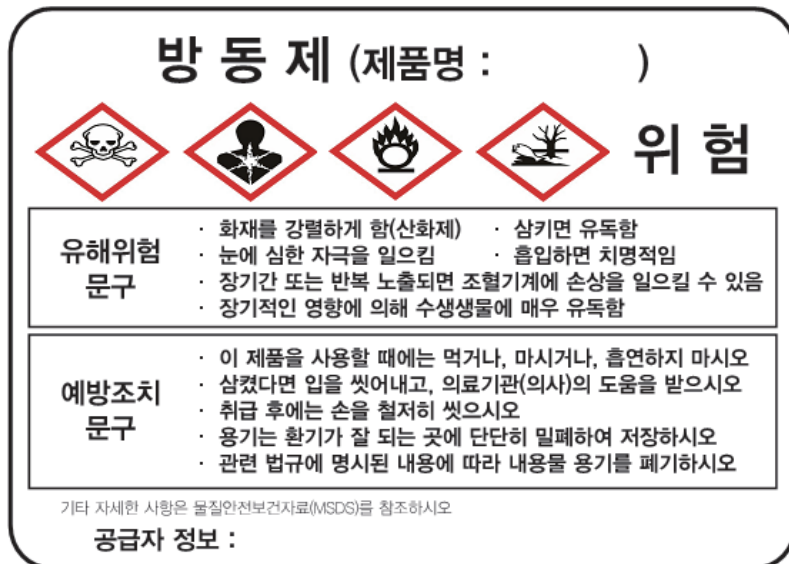 방동제 (제품명 : )
위험
유해위험
문구
· 화재를 강렬하게 함(산화제) · 삼키면 유독함
· 눈에 심한 자극을 일으킴 · 흡입하면 치명적임
· 장기간 또는 반복 노출되면 조혈기계에 손상을 일으킬 수 있음
· 장기적인 영향에 의해 수생생물에 매우 유독함
예방조치
문구
· 이 제품을 사용할 때에는 먹거나, 마시거나, 흡연하지 마시오
· 삼켰다면 입을 씻어내고, 의료기관(의사)의 도움을 받으시오
· 취급 후에는 손을 철저히 씻으시오
· 용기는 환기가 잘 되는 곳에 단단히 밀폐하여 저장하시오
· 관련 법규에 명시된 내용에 따라 내용물 용기를 폐기하시오
기타 자세한 사항은 물질안전보건자료(MSDS)를 참조하시오
공급자 정보 :